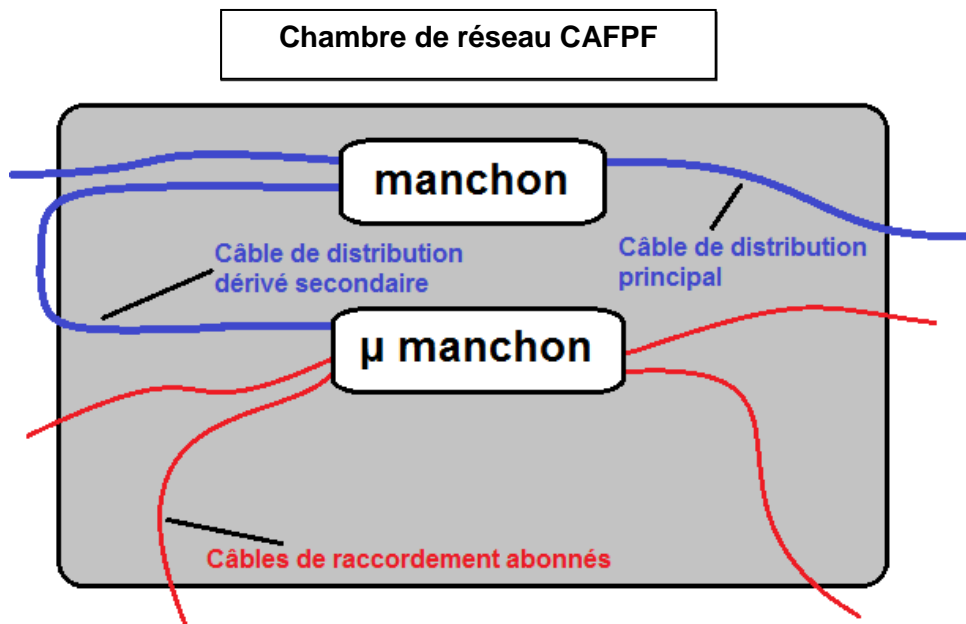 Chambre de réseau CAFPF
manchon
Câble de distribution
dérivé secondaire
Câble de distribution
principal
µ manchon
Câbles de raccordement abonnés